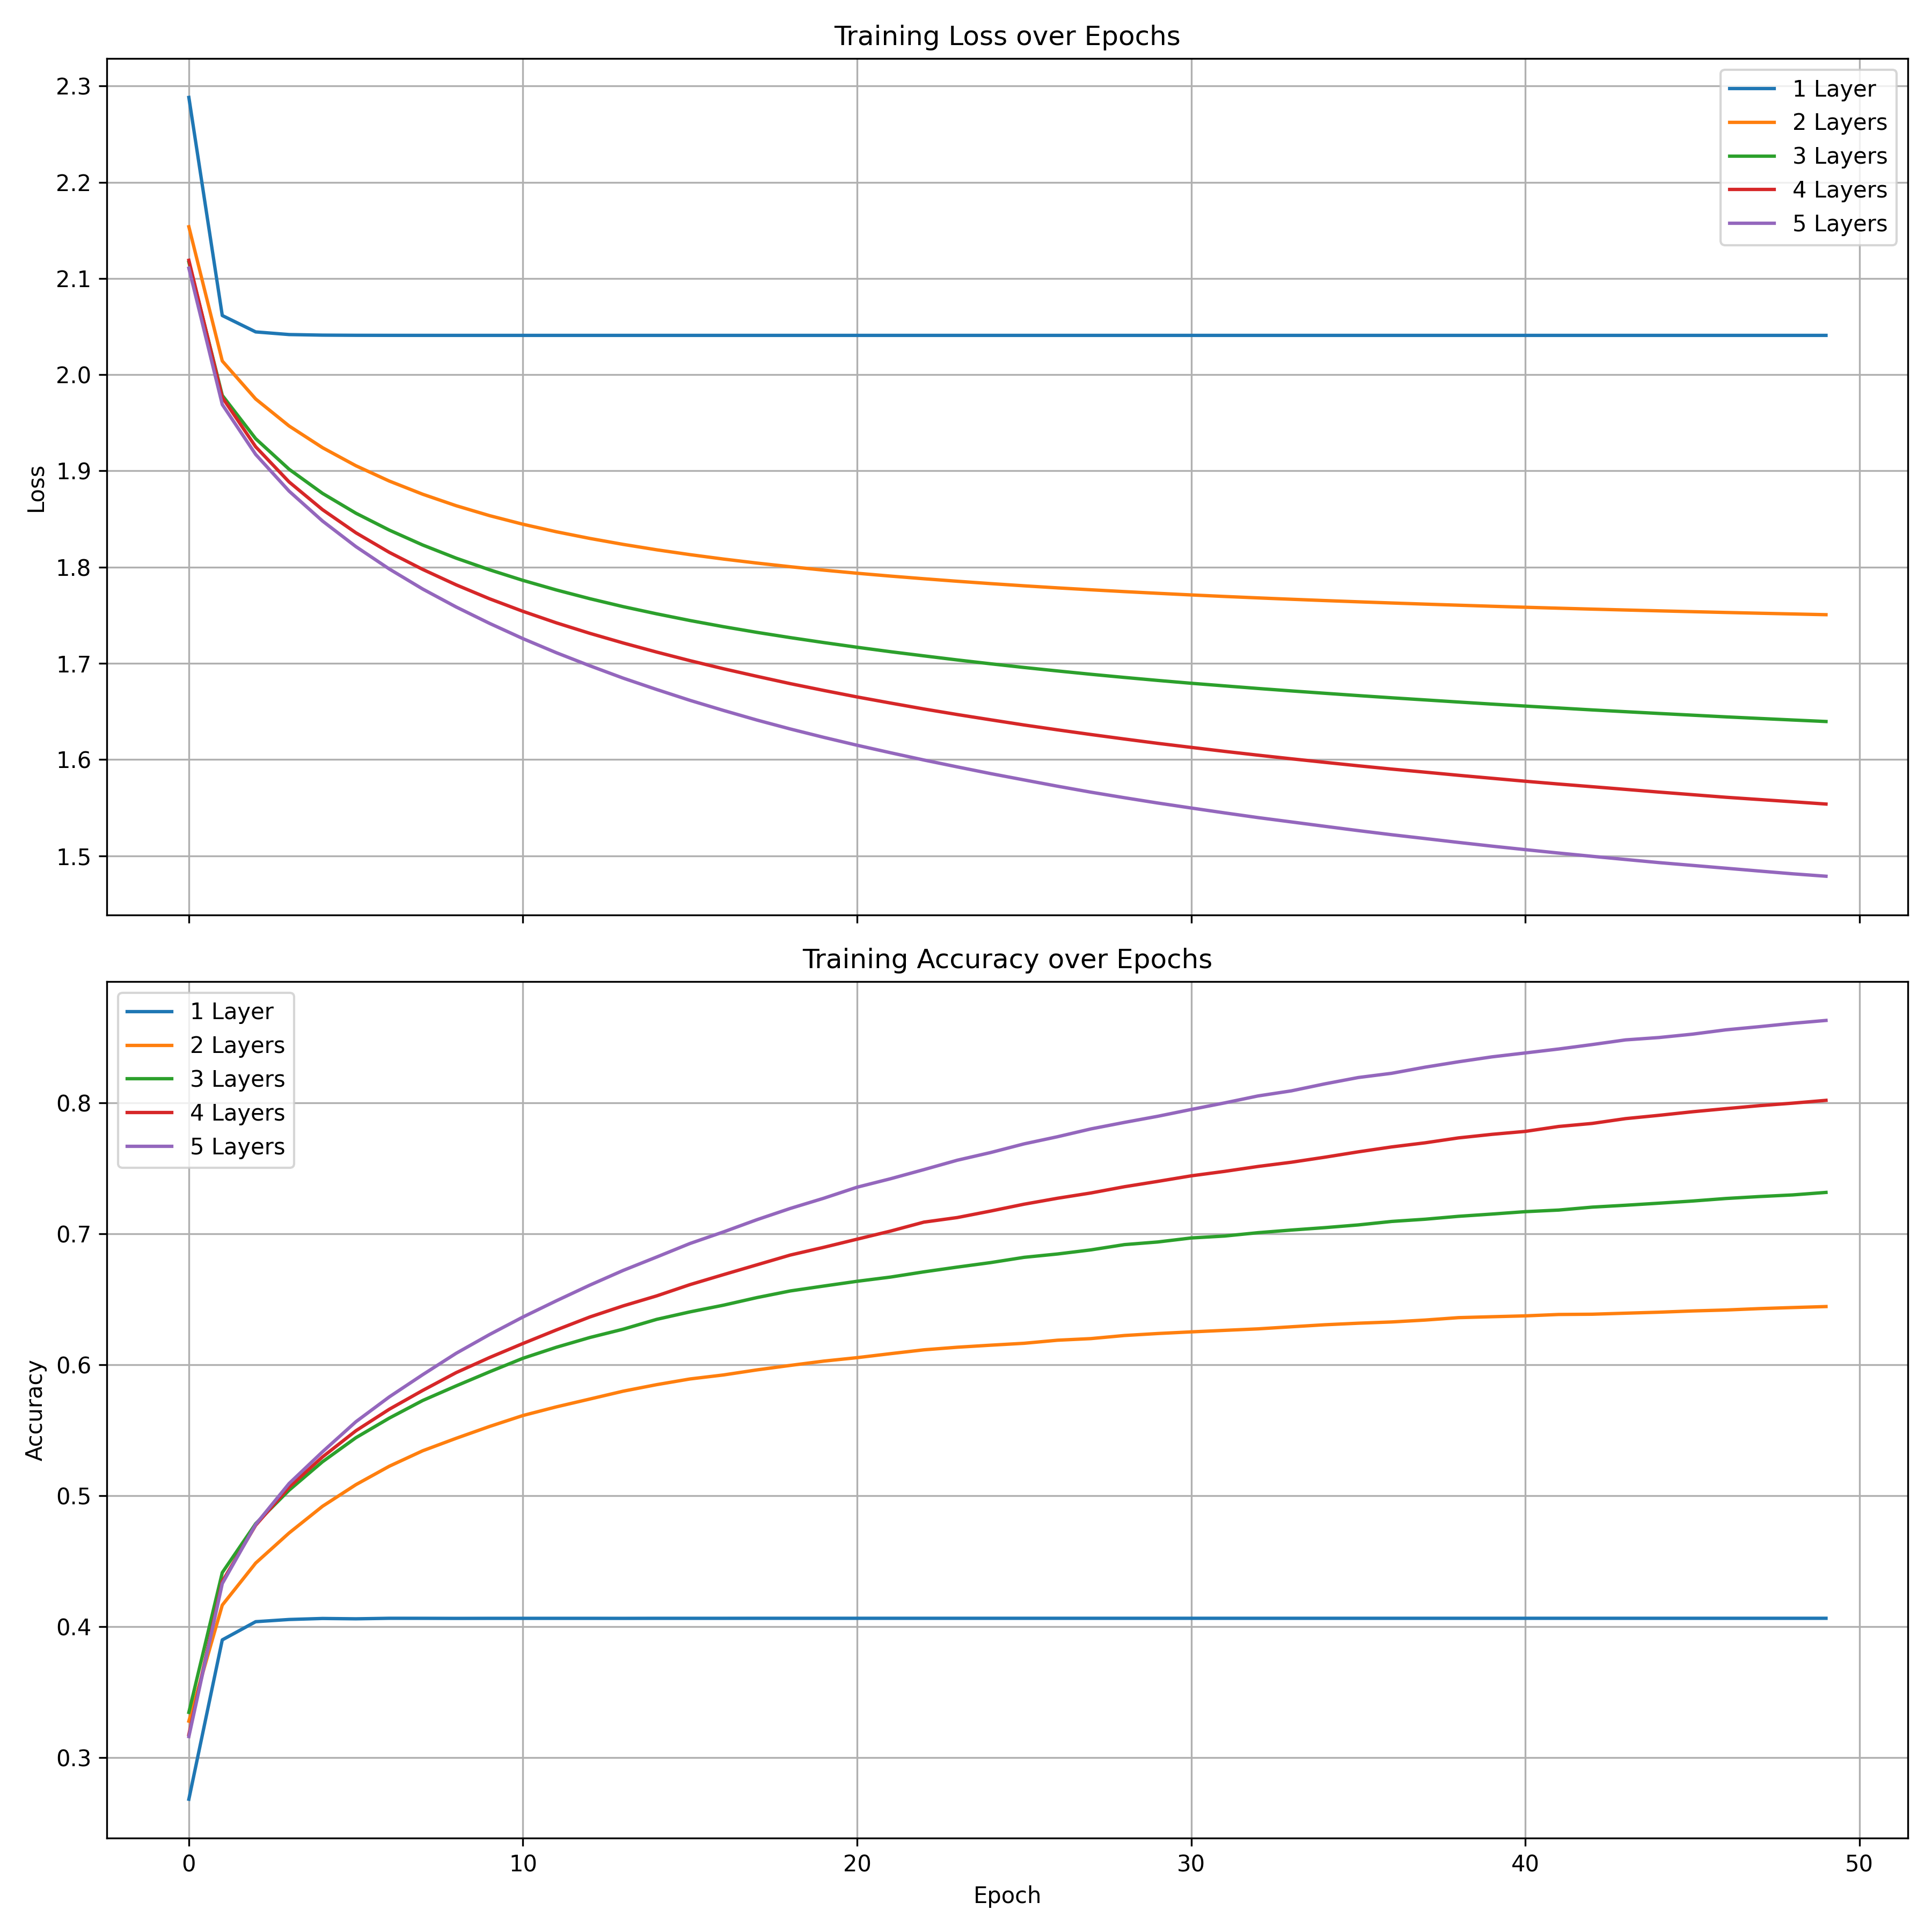 Training Loss over Epochs
2.3
2.2
2.1
2.0
1.9
1.8
1.7
1.6
1.5
Loss
1 Layer
2 Layers
3 Layers
4 Layers
5 Layers
Training Accuracy over Epochs
1 Layer
2 Layers
3 Layers
4 Layers
5 Layers
0.8
0.7
0.6
0.5
0.4
0.3
Accuracy
0 10 20 30 40 50
Epoch